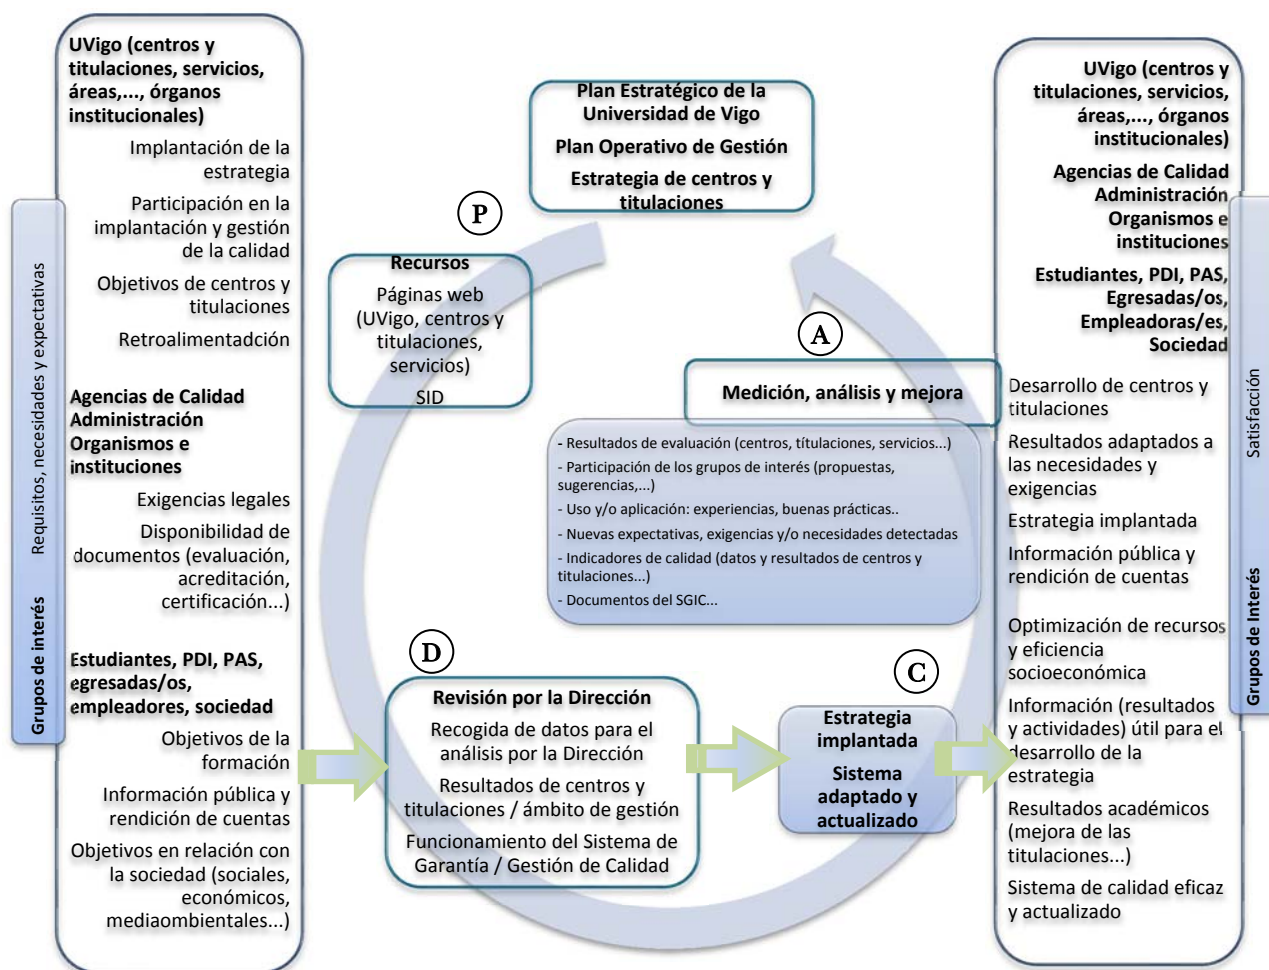 Grupos de interés
Requisitos, necesidades y expectativas
UVigo (centros y
titulaciones, servicios,
áreas,..., órganos
institucionales)
Implantación de la
estrategia
Participación en la
implantación y gestión
de la calidad
Objetivos de centros y
titulaciones
Retroalimentadción
Agencias de Calidad
Administración
Organismos e
instituciones
Exigencias legales
Disponibilidad de
documentos (evaluación,
acreditación,
certificación...)
Estudiantes, PDI, PAS,
egresadas/os,
empleadores, sociedad
Objetivos de la
formación
Información pública y
rendición de cuentas
Objetivos en relación con
la sociedad (sociales,
económicos,
mediaombientales...)
Plan Estratégico de la
Universidad de Vigo
Plan Operativo de Gestión
Estrategia de centros y
titulaciones
P
Recursos
Páginas web
(UVigo, centros y
titulaciones,
servicios)
SID
A
Medición, análisis y mejora
- Resultados de evaluación (centros, títulaciones, servicios...)
- Participación de los grupos de interés (propuestas,
sugerencias,...)
- Uso y/o aplicación: experiencias, buenas prácticas..
- Nuevas expectativas, exigencias y/o necesidades detectadas
- Indicadores de calidad (datos y resultados de centros y
titulaciones...)
- Documentos del SGIC...
D
Revisión por la Dirección
Recogida de datos para el
análisis por la Dirección
Resultados de centros y
titulaciones / ámbito de gestión
Funcionamiento del Sistema de
Garantía / Gestión de Calidad
C
Estrategia
implantada
Sistema
adaptado y
actualizado
UVigo (centros y
titulaciones, servicios,
áreas,..., órganos
institucionales)
Agencias de Calidad
Administración
Organismos e
instituciones
Estudiantes, PDI, PAS,
Egresadas/os,
Empleadoras/es,
Sociedad
Desarrollo de centros y
titulaciones
Resultados adaptados a
las necesidades y
exigencias
Estrategia implantada
Información pública y
rendición de cuentas
Optimización de recursos
y eficiencia
socioeconómica
Información (resultados
y actividades) útil para el
desarrollo de la
estrategia
Resultados académicos
(mejora de las
titulaciones...)
Sistema de calidad eficaz
y actualizado
Grupos de Interés
Satisfacción